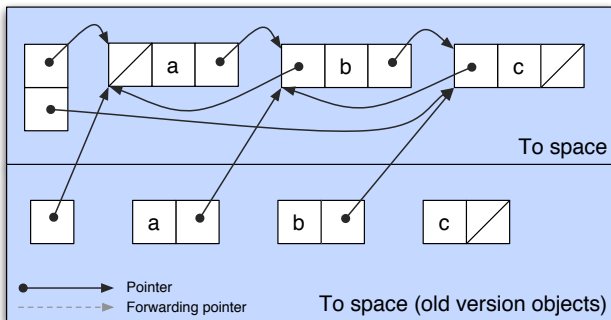 a b c
To space
a b c
Pointer
Forwarding pointer
To space (old version objects)